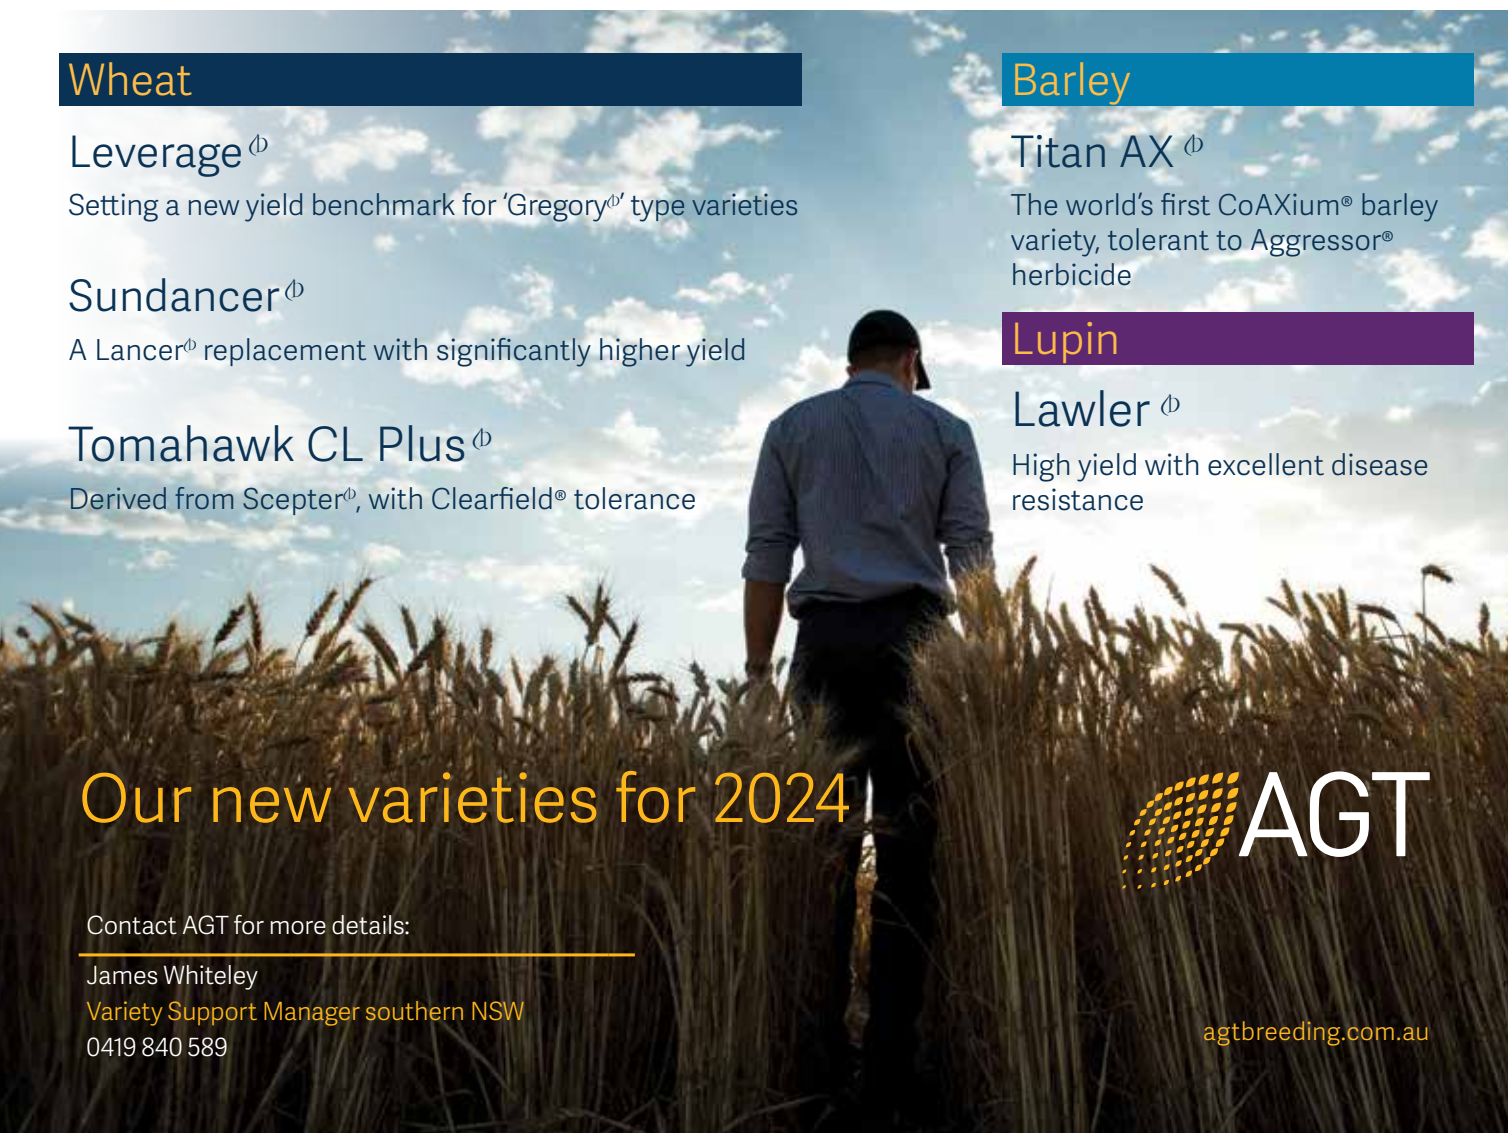 Wheat
Leverage
Setting a new yield benchmark for ‘Gregory’ type varieties
Sundancer
A Lancer replacement with significantly higher yield
Tomahawk CL Plus
Derived from Scepter, with Clearfield® tolerance
Barley
Titan AX
The world’s first CoAXium® barley
variety, tolerant to Aggressor®
herbicide
Lupin
Lawler
High yield with excellent disease
resistance
Our new varieties for 2024
AGT
Contact AGT for more details:
James Whiteley
Variety Support Manager southern NSW
0419 840 589
agtbreeding.com.au